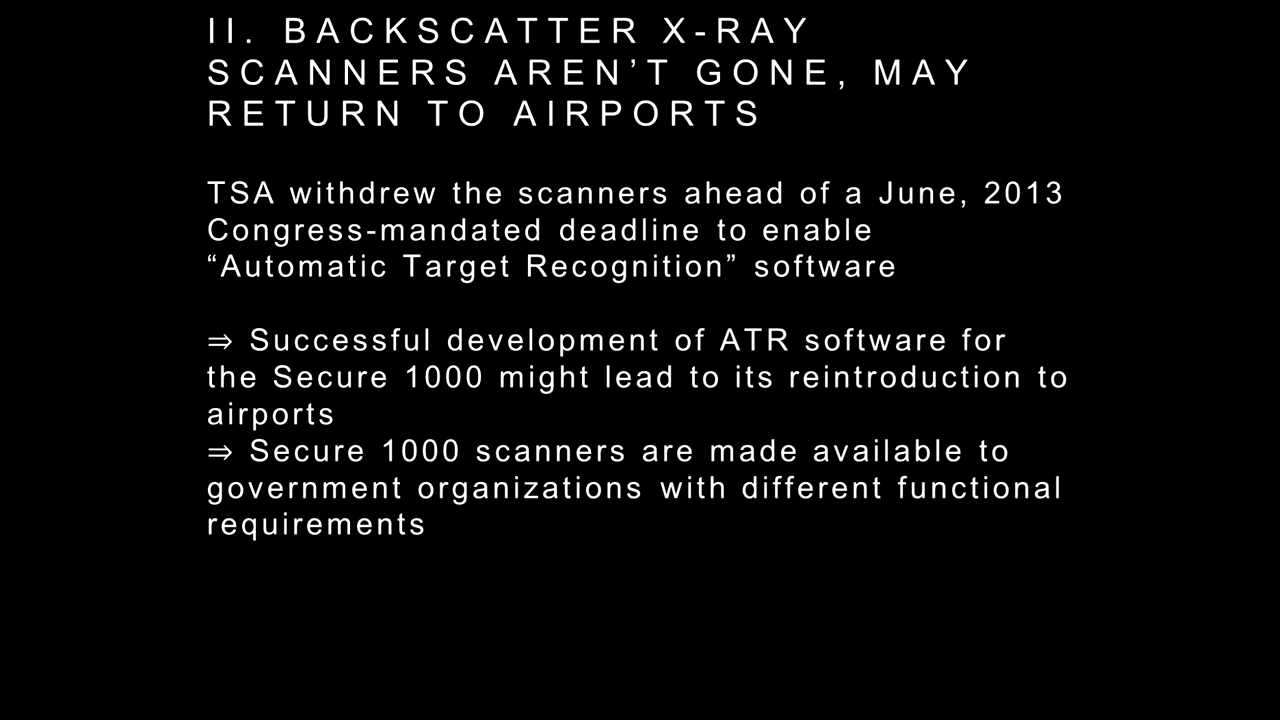 II. BACKSCATTER X-RAY
SCANNERS AREN’T GONE, MAY
RETURN TO AIRPORTS
TSA withdrew the scanners ahead of a June, 2013
Congress-mandated deadline to enable
“Automatic Target Recognition” software
⇒ Successful development of ATR software for
the Secure 1000 might lead to its reintroduction to
airports
⇒ Secure 1000 scanners are made available to
government organizations with different functional
requirements